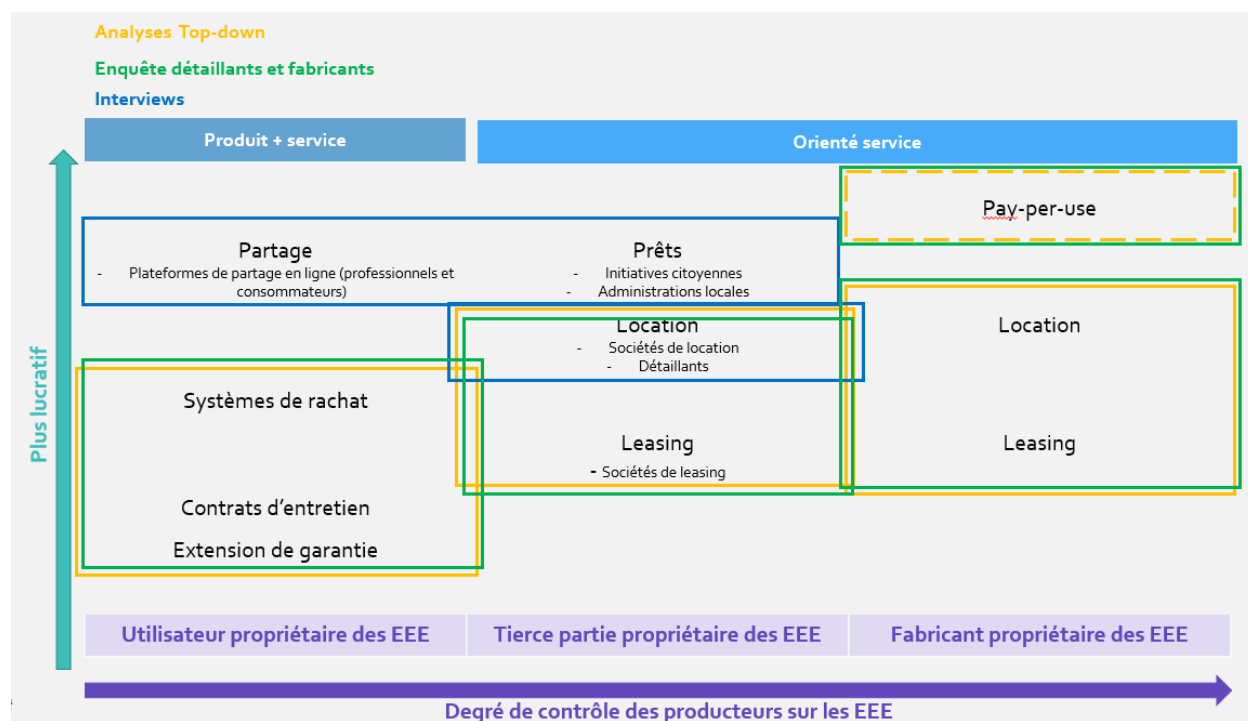 Analyses Top-down
Enquête détaillants et fabricants
Interviews
Produit + service
Orienté service
Pay-per-use
Partage
- Plateformes de partage en ligne (professionnels et
consommateurs)
Prêts
- Initiatives citoyennes
- Administrations locales
Location
- Sociétés de location
- Détaillants
Location
Systèmes de rachat
Leasing
- Sociétés de leasing
Leasing
Contrats d'entretien
Extension de garantie
Plus lucratif
Utilisateur propriétaire des EEE
Tierce partie propriétaire des EEE
Fabricant propriétaire des EEE
Degré de contrôle des producteurs sur les EEE